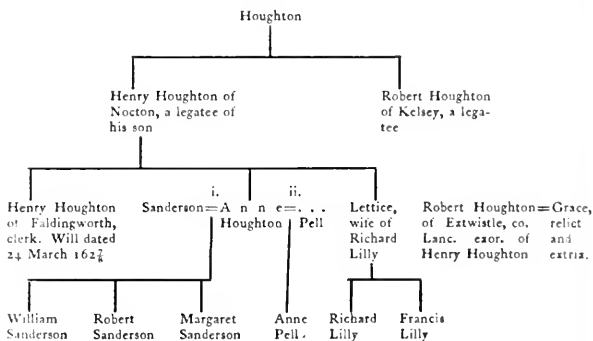 Houghton
Henry Houghton of
Nocton, a legatee of
his son
Robert Houghton
of Kelsey, a lega-
tee
i. ii.
Henry Houghton
of Faldingworth,
clerk. Will dated
24 March 162⅞
Sanderson=Anne=...
Houghton Pell
Lettice,
wife of
Richard
Lilly
Robert Houghton=Grace,
of Extwistle, co. relict
Lanc. exor. of and
Henry Houghton extrix.
William
Sanderson
Robert
Sanderson
Margaret
Sanderson
Anne
Pell.
Richard
Lilly
Francis
Lilly